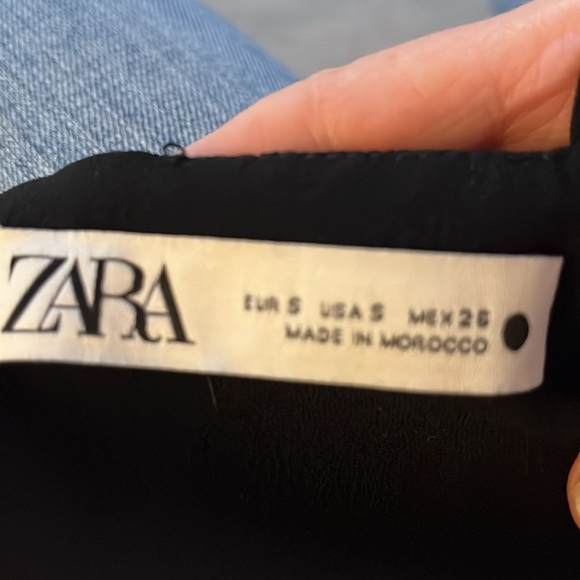 ZARA
EUR S USA S MEX 26
MADE IN MOROCCO